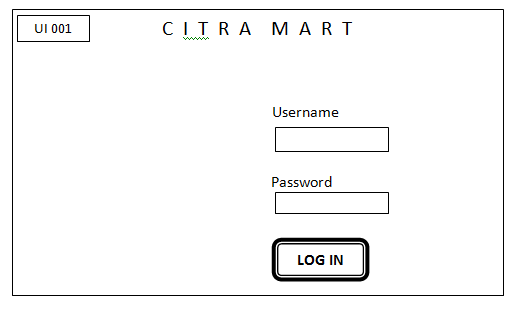 UI 001
C I T R A M A R T
Username
Password
LOG IN